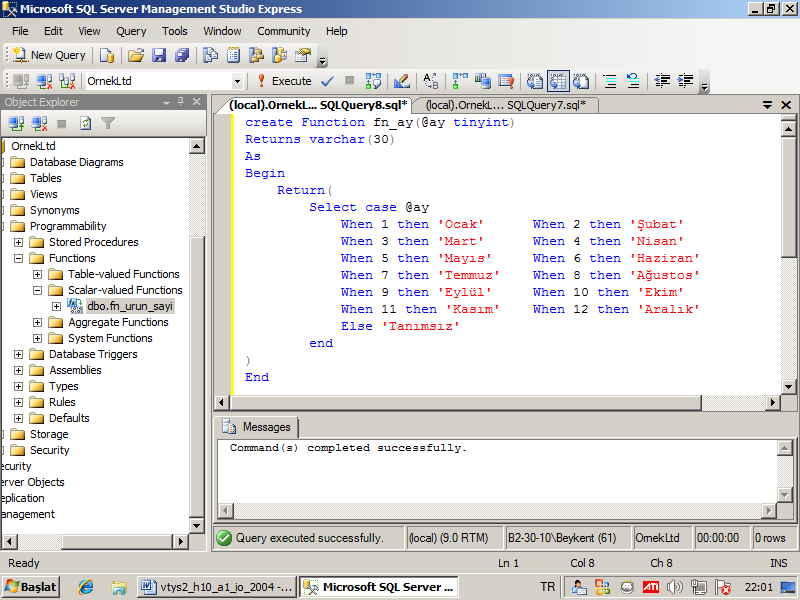 Microsoft SQL Server Management Studio Express
File Edit View Query Tools Window Community Help
New Query
OrnekLtd Execute
Object Explorer
(local).OrnekL... SQLQuery8.sql* (local).OrnekL... SQLQuery7.sql*
OrnekLtd
Database Diagrams
Tables
Views
Synonyms
Programmability
Stored Procedures
Functions
Table-valued Functions
Scalar-valued Functions
dbo.fn_urun_sayi
Aggregate Functions
System Functions
Database Triggers
Assemblies
Types
Rules
Defaults
Storage
Security
ecurity
erver Objects
eplication
anagement
create Function fn_ay(@ay tinyint)
Returns varchar(30)
As
Begin
Return(
Select case @ay
When 1 then 'Ocak' When 2 then 'Şubat'
When 3 then 'Mart' When 4 then 'Nisan'
When 5 then 'Mayıs' When 6 then 'Haziran'
When 7 then 'Temmuz' When 8 then 'Ağustos'
When 9 then 'Eylül' When 10 then 'Ekim'
When 11 then 'Kasım' When 12 then 'Aralık'
Else 'Tanımsız'
end
)
End
Messages
Command(s) completed successfully.
Query executed successfully. (local) (9.0 RTM) B2-30-10\Beykent (61) OrnekLtd 00:00:00 0 rows
Ready Ln 1 Col 8 Ch 8 INS
Başlat vtys2_h10_a1_io_2004 -... Microsoft SQL Server ... TR ATI 22:01